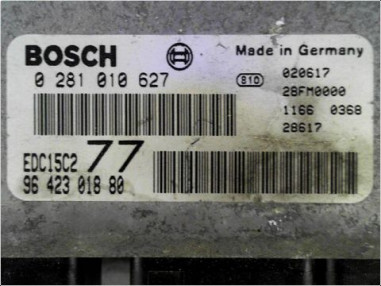 BOSCH
Made in Germany
0 281 010 627
810
020617
28FM0000
1166 0368
28617
EDC15C2 77
96 423 018 80